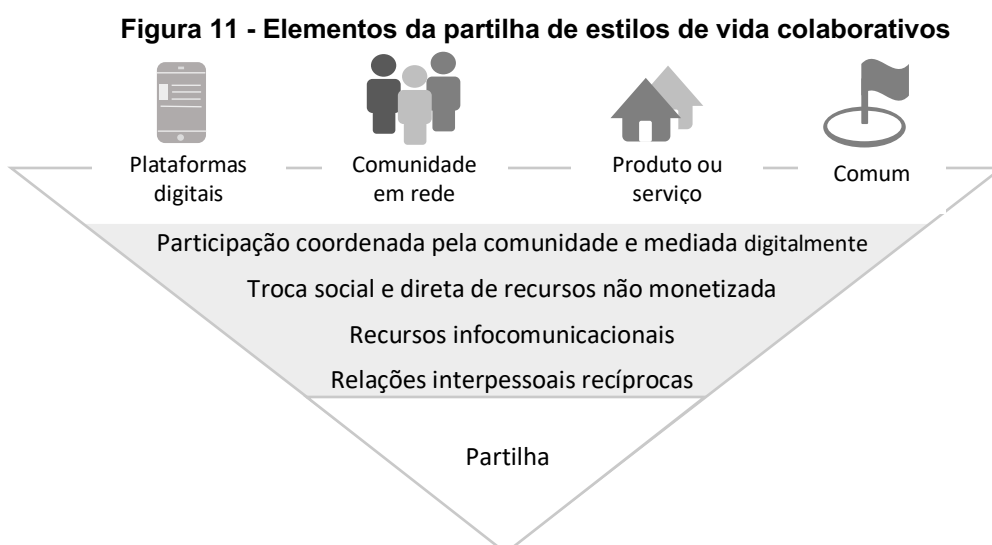 Figura 11 - Elementos da partilha de estilos de vida colaborativos
Plataformas digitais
Comunidade em rede
Produto ou serviço
Comum
Participação coordenada pela comunidade e mediada digitalmente
Troca social e direta de recursos não monetizada
Recursos infocomunicacionais
Relações interpessoais recíprocas
Partilha